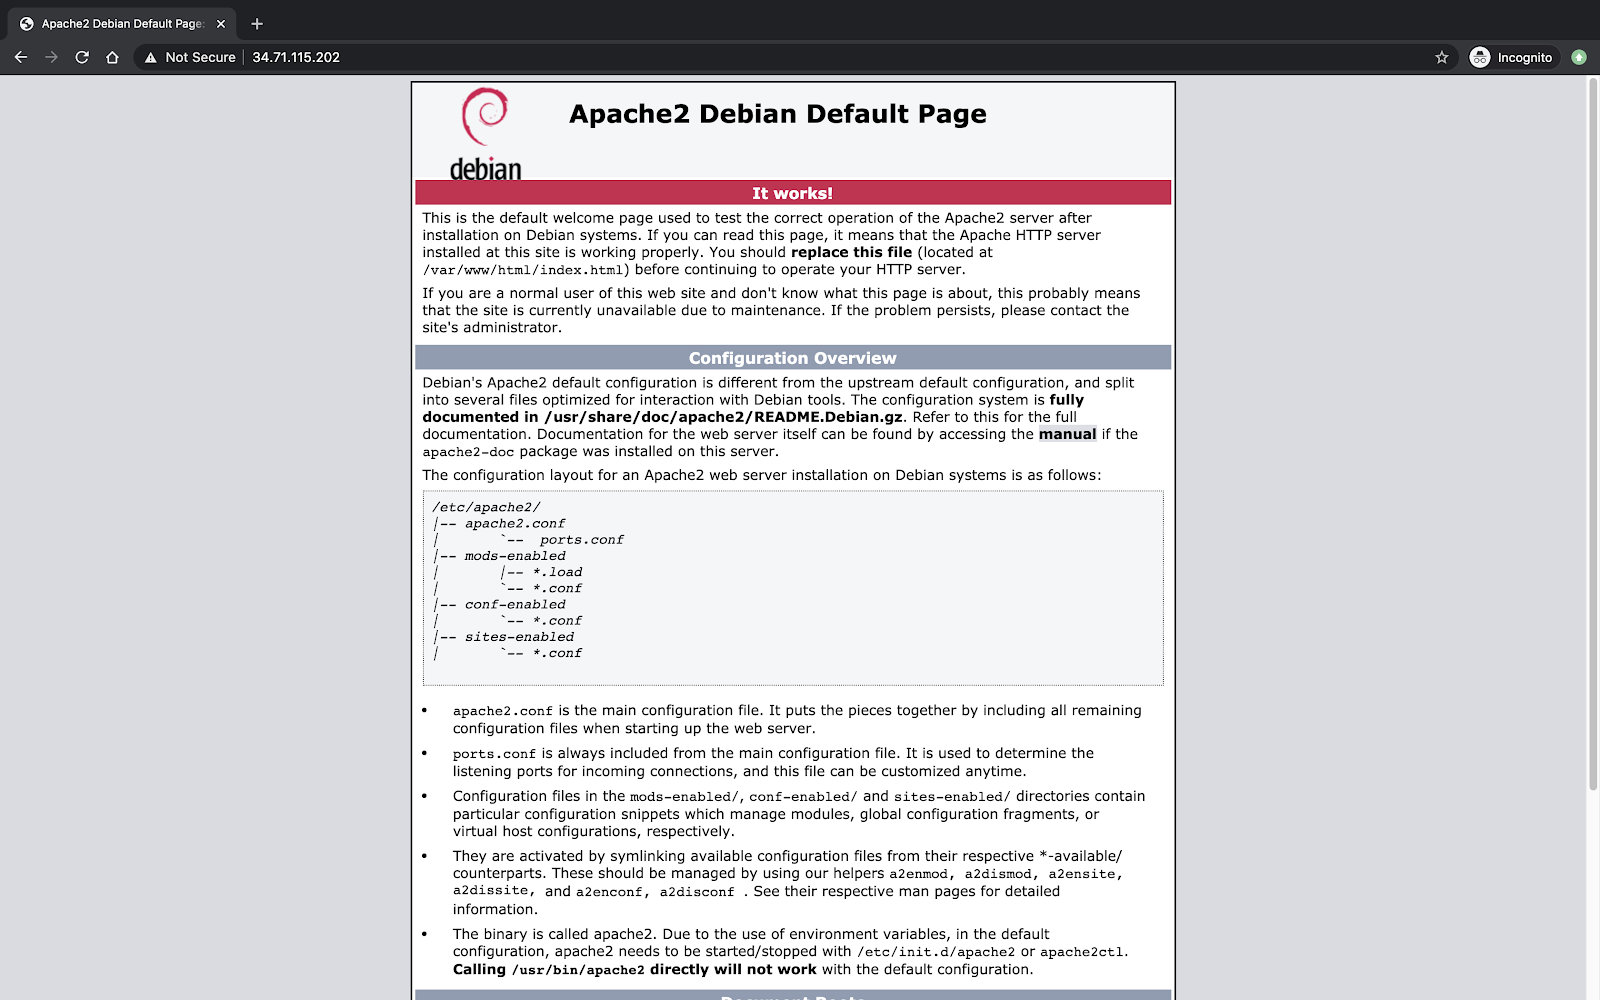 Apache2 Debian Default Page:
Not Secure
34.71.115.202
Incognito
debian
Apache2 Debian Default Page
It works!
This is the default welcome page used to test the correct operation of the Apache2 server after
installation on Debian systems. If you can read this page, it means that the Apache HTTP server
installed at this site is working properly. You should replace this file (located at
/var/www/html/index.html) before continuing to operate your HTTP server.
If you are a normal user of this web site and don't know what this page is about, this probably means
that the site is currently unavailable due to maintenance. If the problem persists, please contact the
site's administrator.
Configuration Overview
Debian's Apache2 default configuration is different from the upstream default configuration, and split
into several files optimized for interaction with Debian tools. The configuration system is fully
documented in /usr/share/doc/apache2/README.Debian.gz. Refer to this for the full
documentation. Documentation for the web server itself can be found by accessing the manual if the
apache2-doc package was installed on this server.
The configuration layout for an Apache2 web server installation on Debian systems is as follows:
/etc/apache2/
|-- apache2.conf
|       `--  ports.conf
|-- mods-enabled
|       |-- *.load
|       `-- *.conf
|-- conf-enabled
|       `-- *.conf
|-- sites-enabled
|       `-- *.conf
• apache2.conf is the main configuration file. It puts the pieces together by including all remaining
configuration files when starting up the web server.
• ports.conf is always included from the main configuration file. It is used to determine the
listening ports for incoming connections, and this file can be customized anytime.
• Configuration files in the mods-enabled/, conf-enabled/ and sites-enabled/ directories contain
particular configuration snippets which manage modules, global configuration fragments, or
virtual host configurations, respectively.
• They are activated by symlinking available configuration files from their respective *-available/
counterparts. These should be managed by using our helpers a2enmod, a2dismod, a2ensite,
a2dissite, and a2enconf, a2disconf . See their respective man pages for detailed
information.
• The binary is called apache2. Due to the use of environment variables, in the default
configuration, apache2 needs to be started/stopped with /etc/init.d/apache2 or apache2ctl.
Calling /usr/bin/apache2 directly will not work with the default configuration.
Document Roots